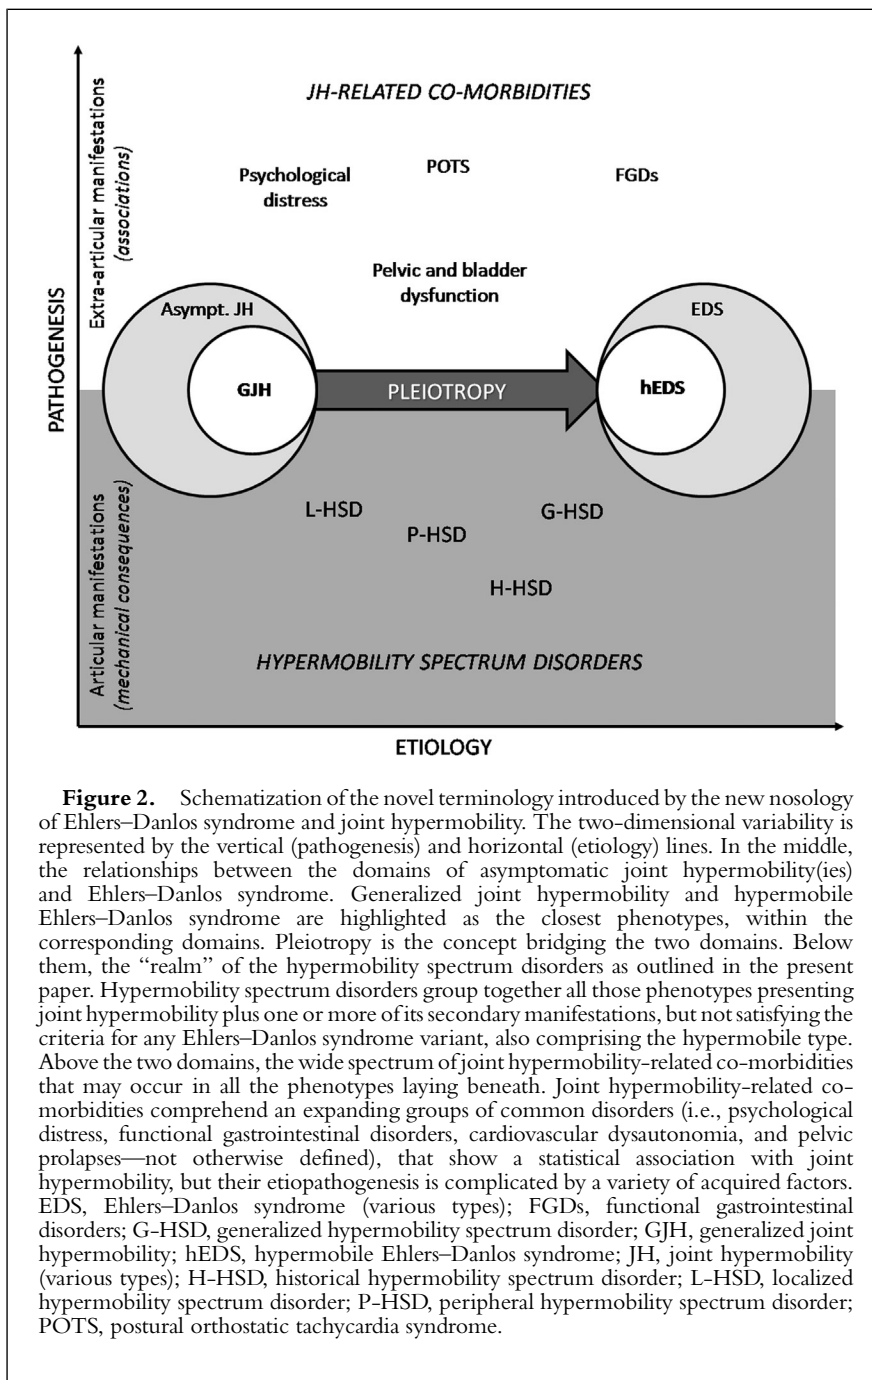 JH-RELATED CO-MORBIDITIES
Extra-articular manifestations
(associations)
Psychological
distress
POTS
FGDs
Pelvic and bladder
dysfunction
PATHOGENESIS
Asympt. JH
GJH
PLEIOTROPY
EDS
hEDS
Articular manifestations
(mechanical consequences)
L-HSD
P-HSD
G-HSD
H-HSD
HYPERMOBILITY SPECTRUM DISORDERS
ETIOLOGY
Figure 2. Schematization of the novel terminology introduced by the new nosology
of Ehlers–Danlos syndrome and joint hypermobility. The two-dimensional variability is
represented by the vertical (pathogenesis) and horizontal (etiology) lines. In the middle,
the relationships between the domains of asymptomatic joint hypermobility(ies)
and Ehlers–Danlos syndrome. Generalized joint hypermobility and hypermobile
Ehlers–Danlos syndrome are highlighted as the closest phenotypes, within the
corresponding domains. Pleiotropy is the concept bridging the two domains. Below
them, the “realm” of the hypermobility spectrum disorders as outlined in the present
paper. Hypermobility spectrum disorders group together all those phenotypes presenting
joint hypermobility plus one or more of its secondary manifestations, but not satisfying the
criteria for any Ehlers–Danlos syndrome variant, also comprising the hypermobile type.
Above the two domains, the wide spectrum of joint hypermobility-related co-morbidities
that may occur in all the phenotypes laying beneath. Joint hypermobility-related co-
morbidities comprehend an expanding groups of common disorders (i.e., psychological
distress, functional gastrointestinal disorders, cardiovascular dysautonomia, and pelvic
prolapses—not otherwise defined), that show a statistical association with joint
hypermobility, but their etiopathogenesis is complicated by a variety of acquired factors.
EDS, Ehlers–Danlos syndrome (various types); FGDs, functional gastrointestinal
disorders; G-HSD, generalized hypermobility spectrum disorder; GJH, generalized joint
hypermobility; hEDS, hypermobile Ehlers–Danlos syndrome; JH, joint hypermobility
(various types); H-HSD, historical hypermobility spectrum disorder; L-HSD, localized
hypermobility spectrum disorder; P-HSD, peripheral hypermobility spectrum disorder;
POTS, postural orthostatic tachycardia syndrome.